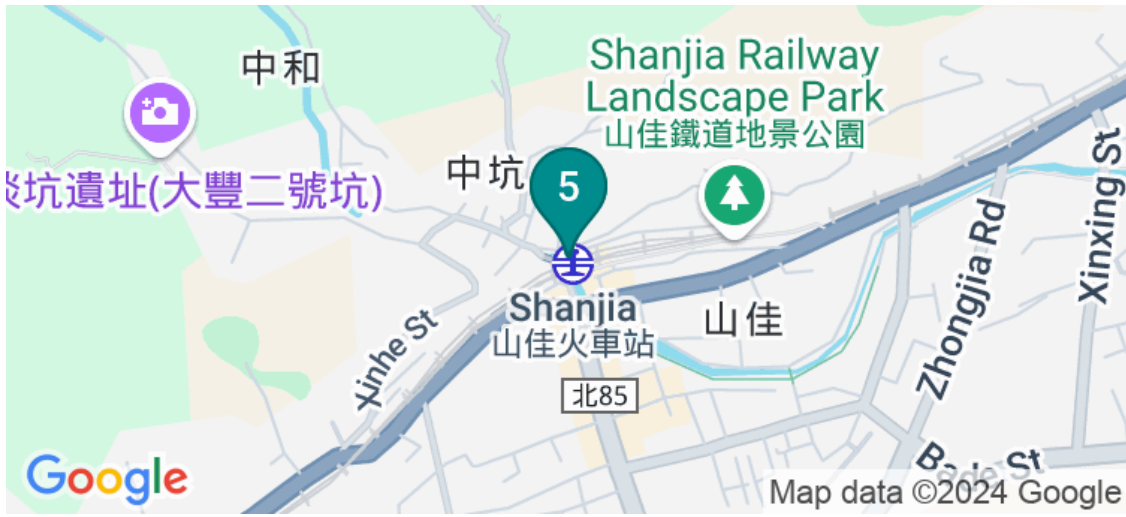 中和
Shanjia Railway
Landscape Park
山佳鐵道地景公園
中坑
5
坑遺址(大豐二號坑)
Shanjia
山佳火車站
山佳
Xinhe St
北85
Zhongjia Rd
Xinxing St
Bade St
Google
Map data ©2024 Google